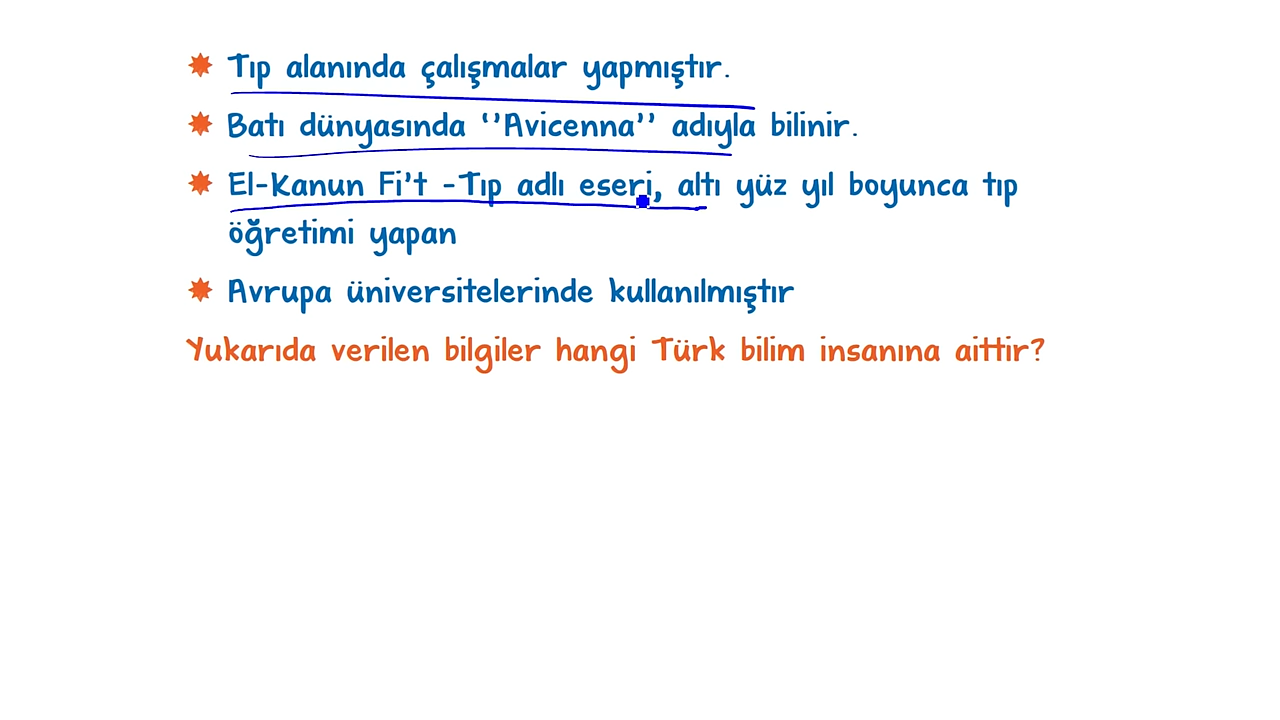 Tıp alanında çalışmalar yapmıştır.
Batı dünyasında ‘’Avicenna’’ adıyla bilinir.
El-Kanun Fi’t -Tıp adlı eseri, altı yüz yıl boyunca tıp
öğretimi yapan
Avrupa üniversitelerinde kullanılmıştır
Yukarıda verilen bilgiler hangi Türk bilim insanına aittir?